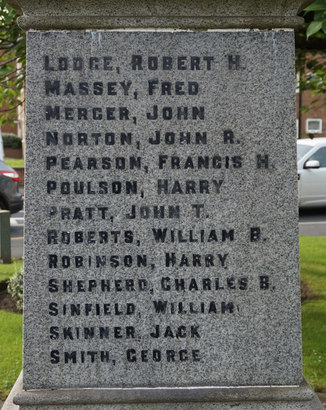 LODGE, ROBERT H.
MASSEY, FRED
MERCER, JOHN
NORTON, JOHN R.
PEARSON, FRANCIS H.
POULSON, HARRY
PRATT, JOHN T.
ROBERTS, WILLIAM B.
ROBINSON, HARRY
SHEPHERD, CHARLES B.
SINFIELD, WILLIAM
SKINNER, JACK
SMITH, GEORGE